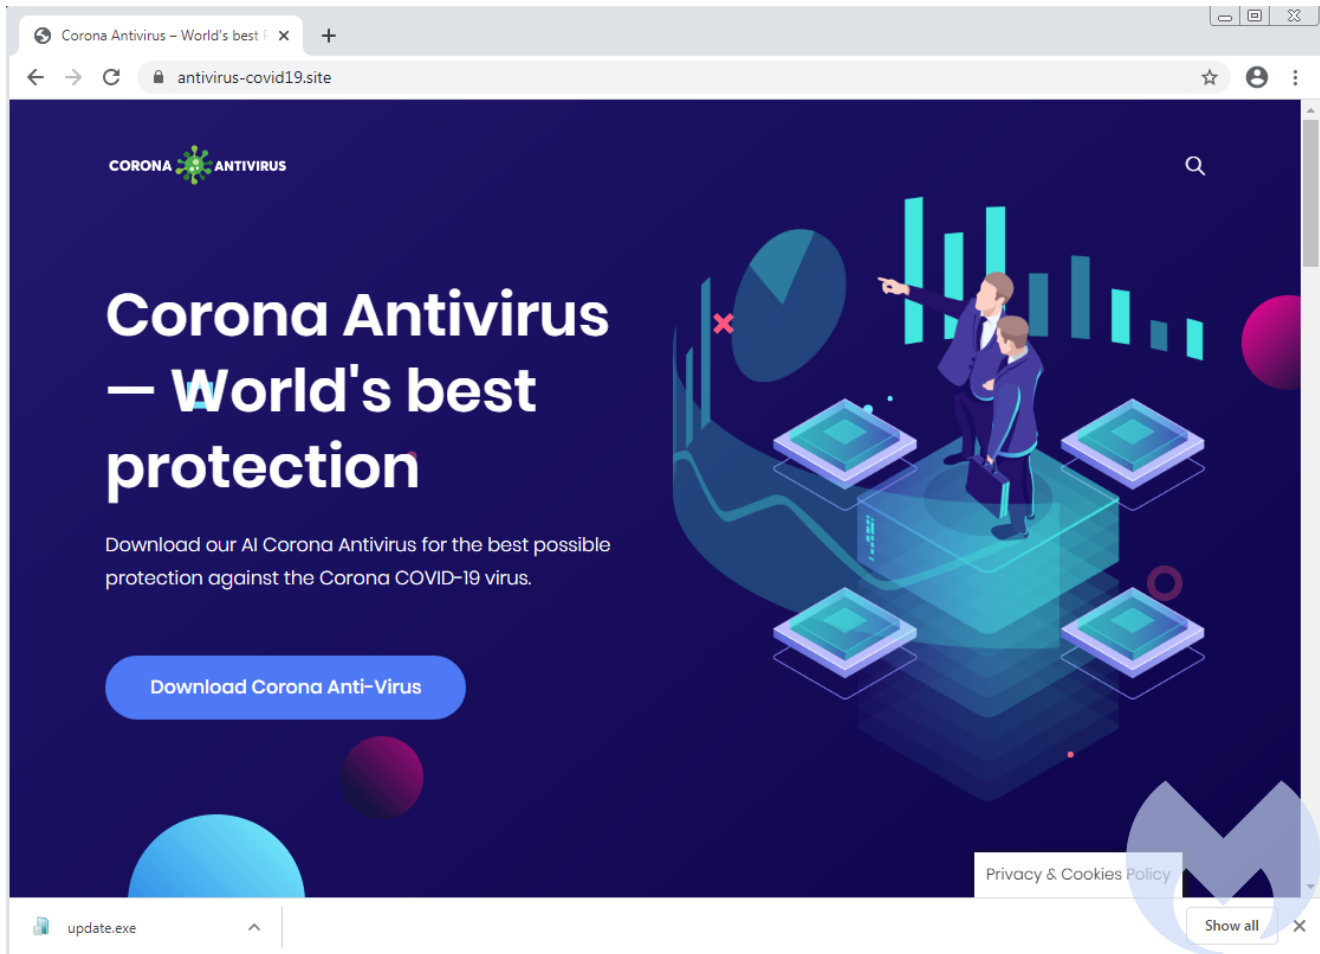 Corona Antivirus – World's best
antivirus-covid19.site
CORONA ANTIVIRUS
Corona Antivirus
— World's best
protection
Download our AI Corona Antivirus for the best possible
protection against the Corona COVID-19 virus.
Download Corona Anti-Virus
Privacy & Cookies Policy
update.exe
Show all